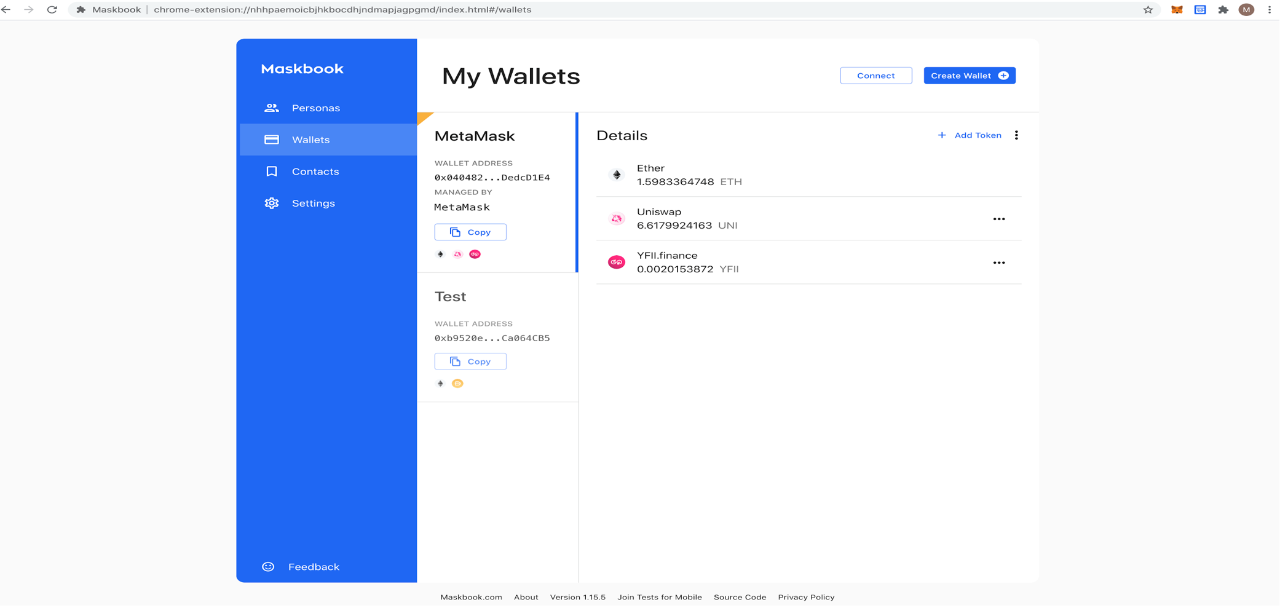 Maskbook | chrome-extension://nhhpaemoicbjhkbocdhjndmapjagpgmd/index.html#/wallets
M
Maskbook
Personas
Wallets
Contacts
Settings
Feedback
My Wallets
Connect
Create Wallet
MetaMask
WALLET ADDRESS
0x040482...DedcD1E4
MANAGED BY
MetaMask
Copy
Test
WALLET ADDRESS
0xb9520e...Ca064CB5
Copy
Details
+ Add Token
Ether
1.5983364748 ETH
Uniswap
6.6179924163 UNI
YFII.finance
0.0020153872 YFII
Maskbook.com About Version 1.15.5 Join Tests for Mobile Source Code Privacy Policy